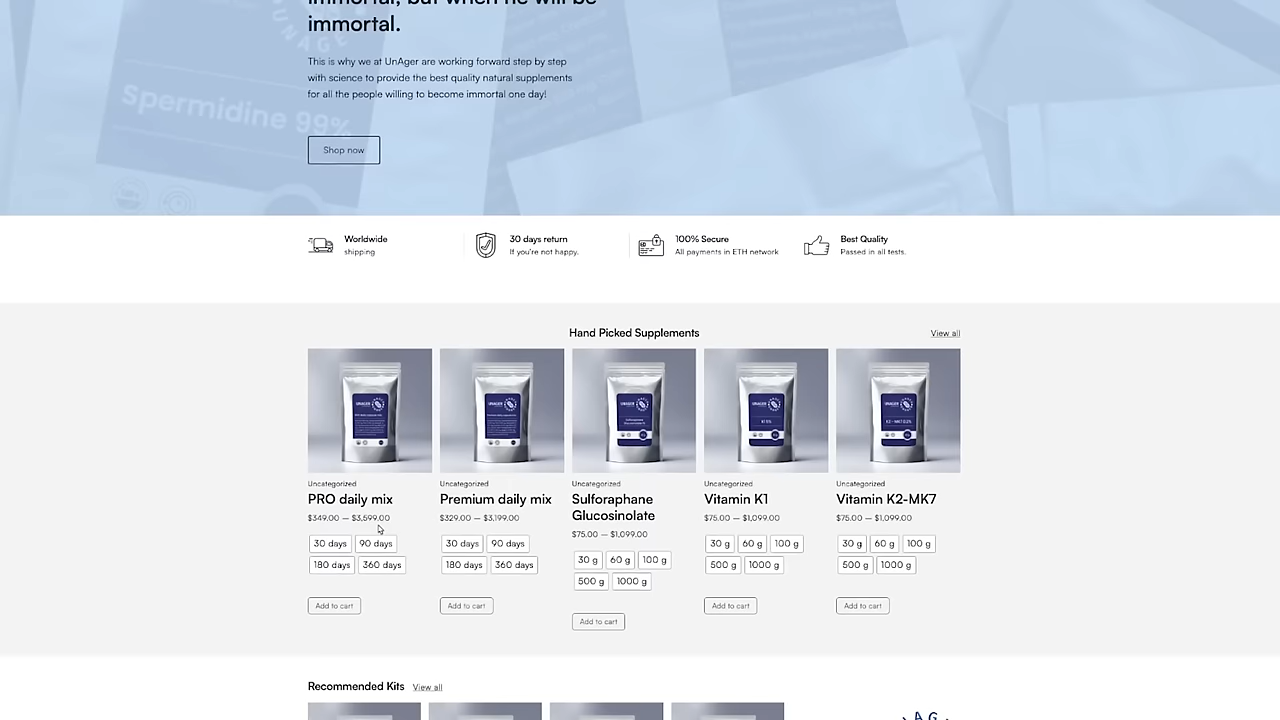 immortal, but when he will be
immortal.
This is why we at UnAger are working forward step by step
with science to provide the best quality natural supplements
for all the people willing to become immortal one day!
Spermidine 99%
Shop now
Worldwide
shipping
30 days return
If you're not happy.
100% Secure
All payments in ETH network
Best Quality
Passed in all tests.
Hand Picked Supplements
View all
Uncategorized
PRO daily mix
$349.00 – $3,599.00
30 days 90 days
180 days 360 days
Add to cart
Uncategorized
Premium daily mix
$329.00 – $3,199.00
30 days 90 days
180 days 360 days
Add to cart
Uncategorized
Sulforaphane
Glucosinolate
$75.00 – $1,099.00
30 g 60 g 100 g
500 g 1000 g
Add to cart
Uncategorized
Vitamin K1
$75.00 – $1,099.00
30 g 60 g 100 g
500 g 1000 g
Add to cart
Uncategorized
Vitamin K2-MK7
$75.00 – $1,099.00
30 g 60 g 100 g
500 g 1000 g
Add to cart
Recommended Kits View all